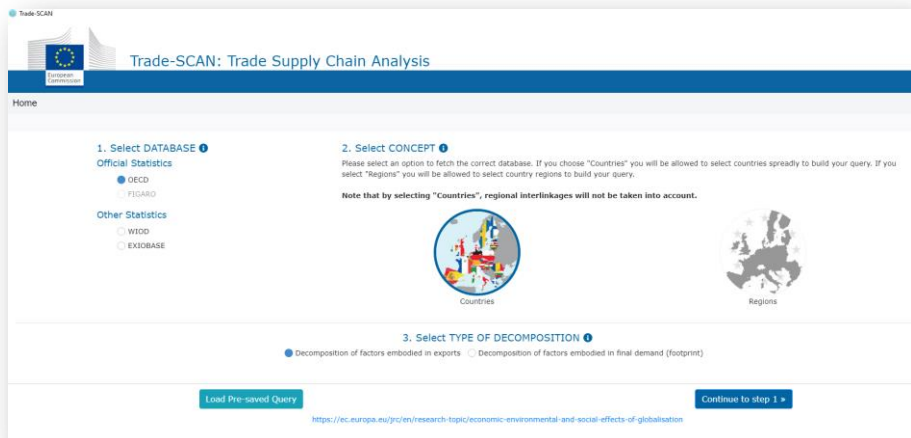 Trade-SCAN
European
Commission
Trade-SCAN: Trade Supply Chain Analysis
Home
1. Select DATABASE
Official Statistics
OECD
FIGARO
Other Statistics
WIOD
EXIOBASE
2. Select CONCEPT
Please select an option to fetch the correct database. If you choose "Countries" you will be allowed to select countries spreadly to build your query. If you
select "Regions" you will be allowed to select country regions to build your query.
Note that by selecting "Countries", regional interlinkages will not be taken into account.
Countries
Regions
3. Select TYPE OF DECOMPOSITION
Decomposition of factors embodied in exports
Decomposition of factors embodied in final demand (footprint)
Load Pre-saved Query
Continue to step 1 »
https://ec.europa.eu/jrc/en/research-topic/economic-environmental-and-social-effects-of-globalisation